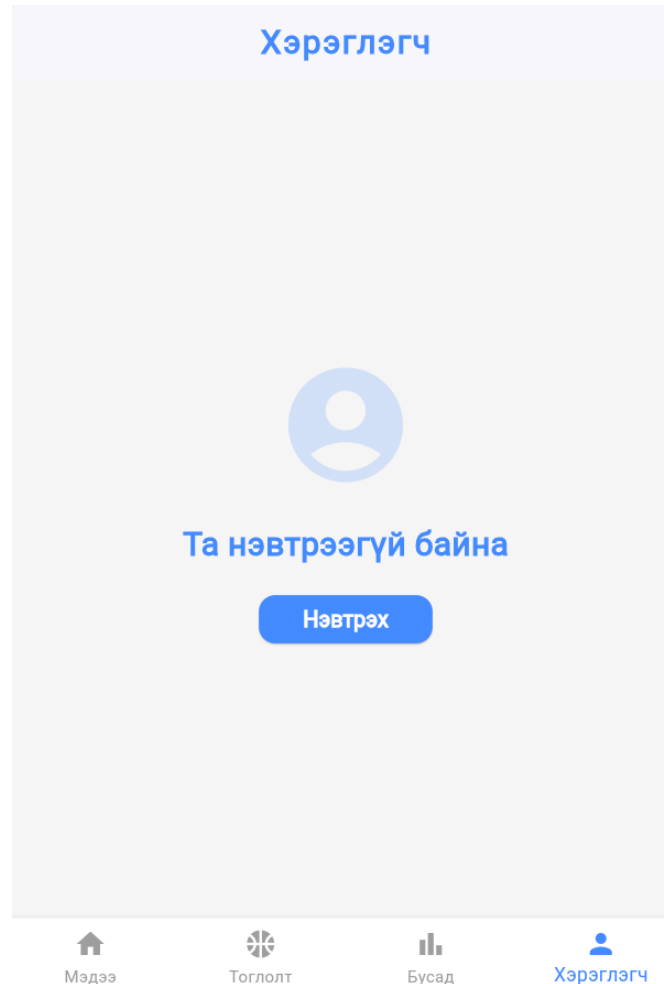 Хэрэглэгч
Та нэвтрээгүй байна
Нэвтрэх
Мэдээ
Тоглолт
Бусад
Хэрэглэгч